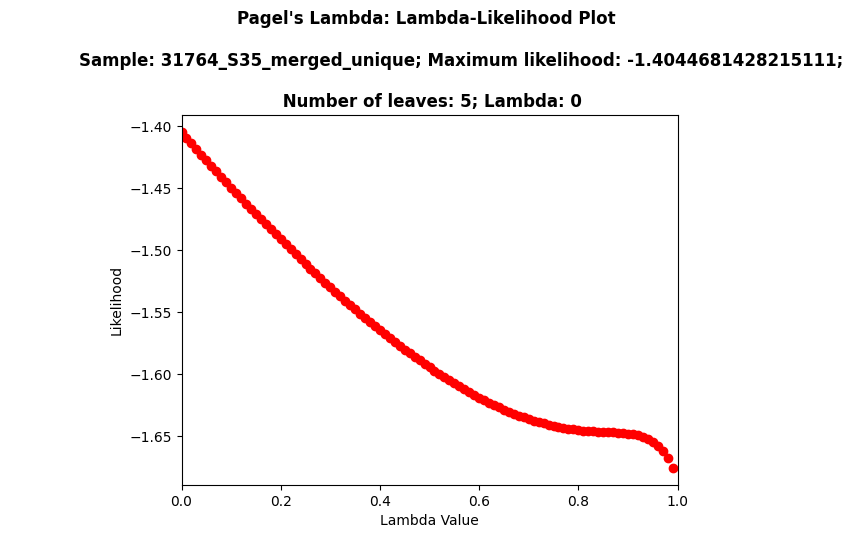 Pagel's Lambda: Lambda-Likelihood Plot
Sample: 31764_S35_merged_unique; Maximum likelihood: -1.4044681428215111;
Number of leaves: 5; Lambda: 0
−1.40
−1.45
−1.50
−1.55
−1.60
−1.65
Likelihood
0.0 0.2 0.4 0.6 0.8 1.0
Lambda Value